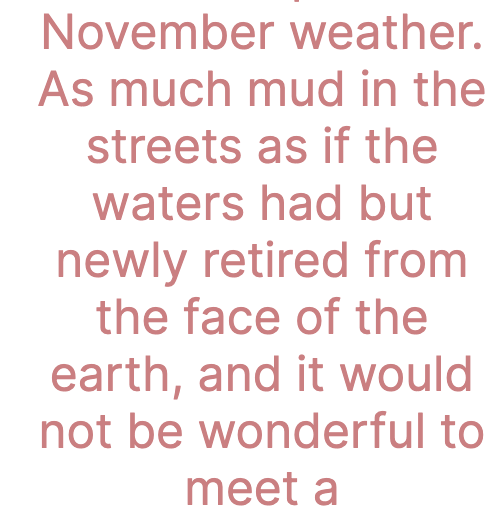 November weather.
As much mud in the
streets as if the
waters had but
newly retired from
the face of the
earth, and it would
not be wonderful to
meet a